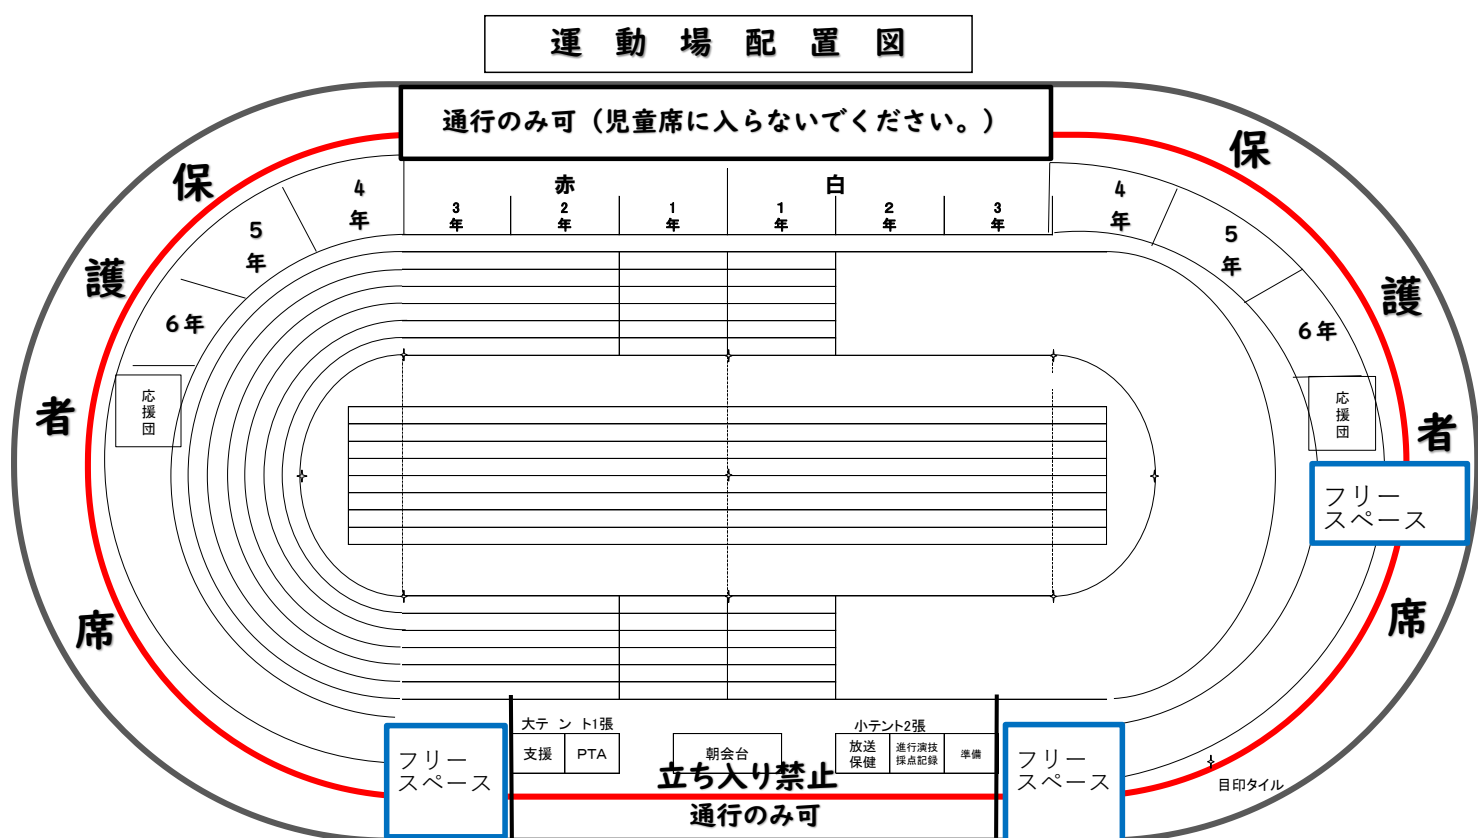 運動場配置図
通行のみ可（児童席に入らないでください。）
保護者席
保護者席
赤
白
4年
3年
2年
1年
1年
2年
3年
4年
5年
5年
6年
6年
応援団
応援団
フリー
スペース
大テント1張
小テント2張
支援
PTA
朝会台
放送
保健
進行演技
採点記録
準備
フリー
スペース
フリー
スペース
立ち入り禁止
目印タイル
通行のみ可